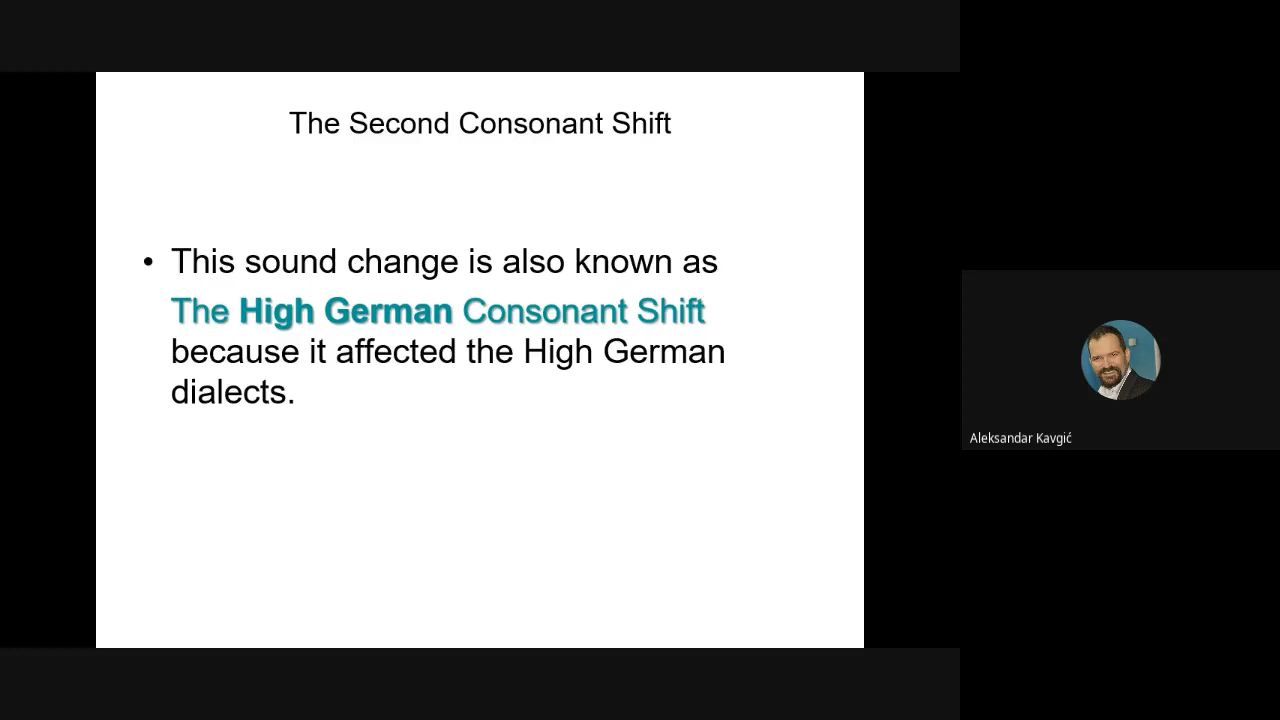 The Second Consonant Shift
• This sound change is also known as
The High German Consonant Shift
because it affected the High German
dialects.
Aleksandar Kavgić